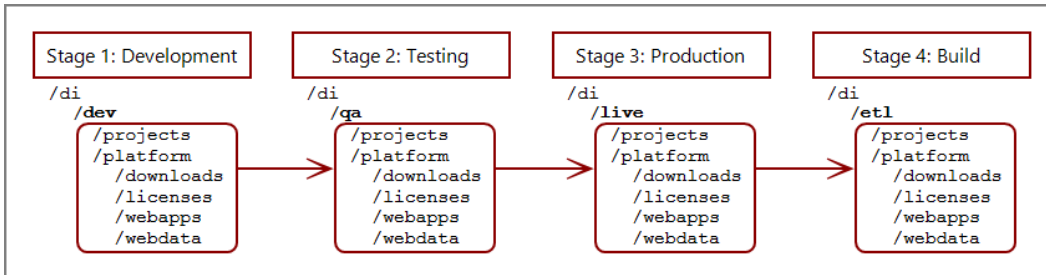 Stage 1: Development
/di
/dev
/projects
/platform
/downloads
/licenses
/webapps
/webdata
Stage 2: Testing
/di
/qa
/projects
/platform
/downloads
/licenses
/webapps
/webdata
Stage 3: Production
/di
/live
/projects
/platform
/downloads
/licenses
/webapps
/webdata
Stage 4: Build
/di
/etl
/projects
/platform
/downloads
/licenses
/webapps
/webdata